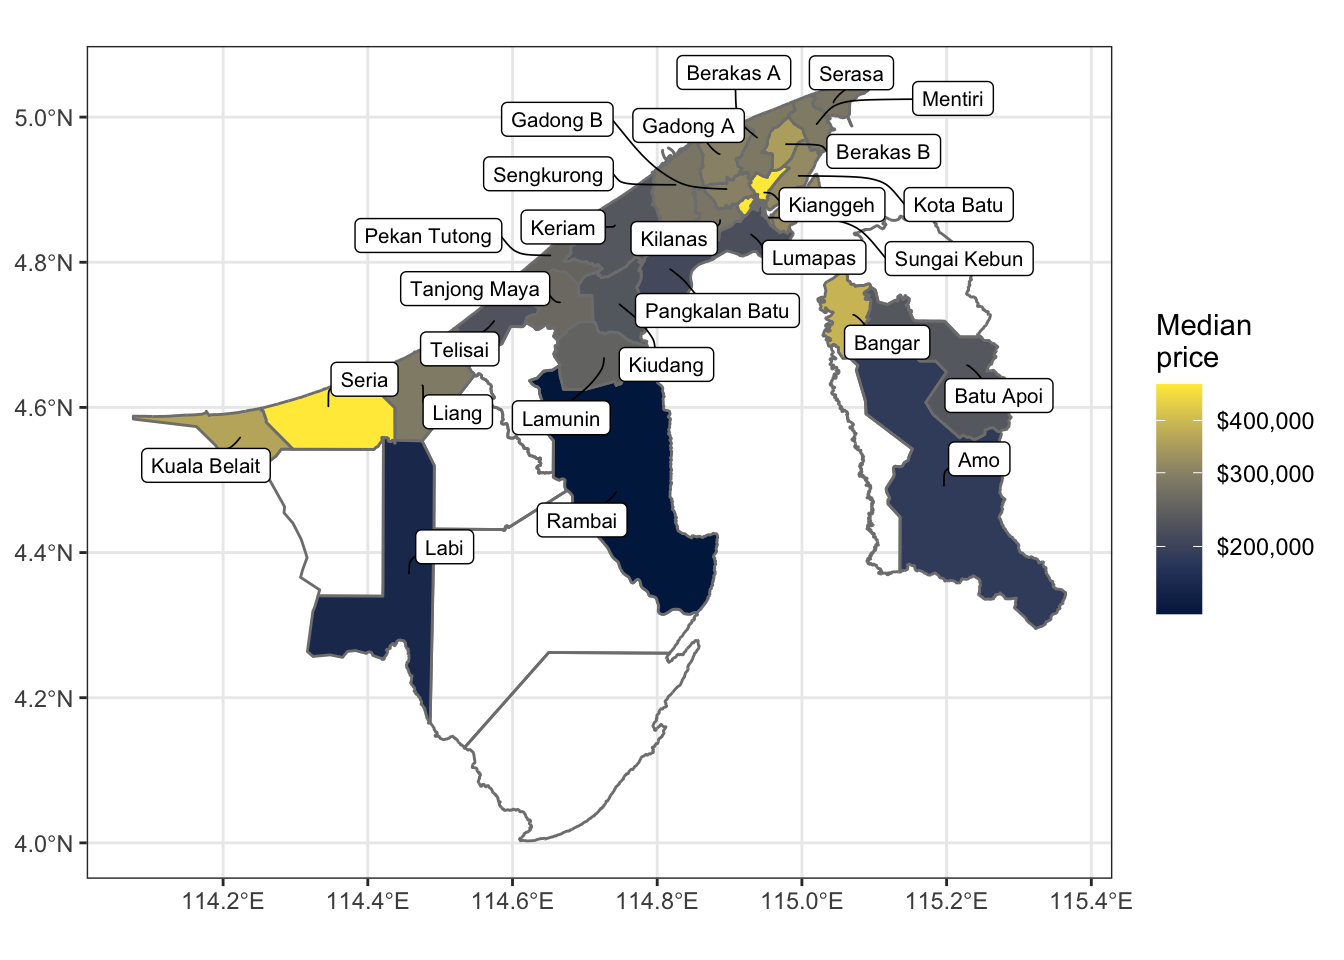 Berakas A
Serasa
Mentiri
Gadong B
Gadong A
Berakas B
Sengkurong
Kianggeh
Kota Batu
Pekan Tutong
Keriam
Kilanas
Lumapas
Sungai Kebun
Tanjong Maya
Pangkalan Batu
Telisai
Bangar
Kiudang
Seria
Batu Apoi
Liang
Lamunin
Kuala Belait
Amo
Rambai
Labi
5.0°N
4.8°N
4.6°N
4.4°N
4.2°N
4.0°N
114.2°E
114.4°E
114.6°E
114.8°E
115.0°E
115.2°E
115.4°E
Median
price
$400,000
$300,000
$200,000